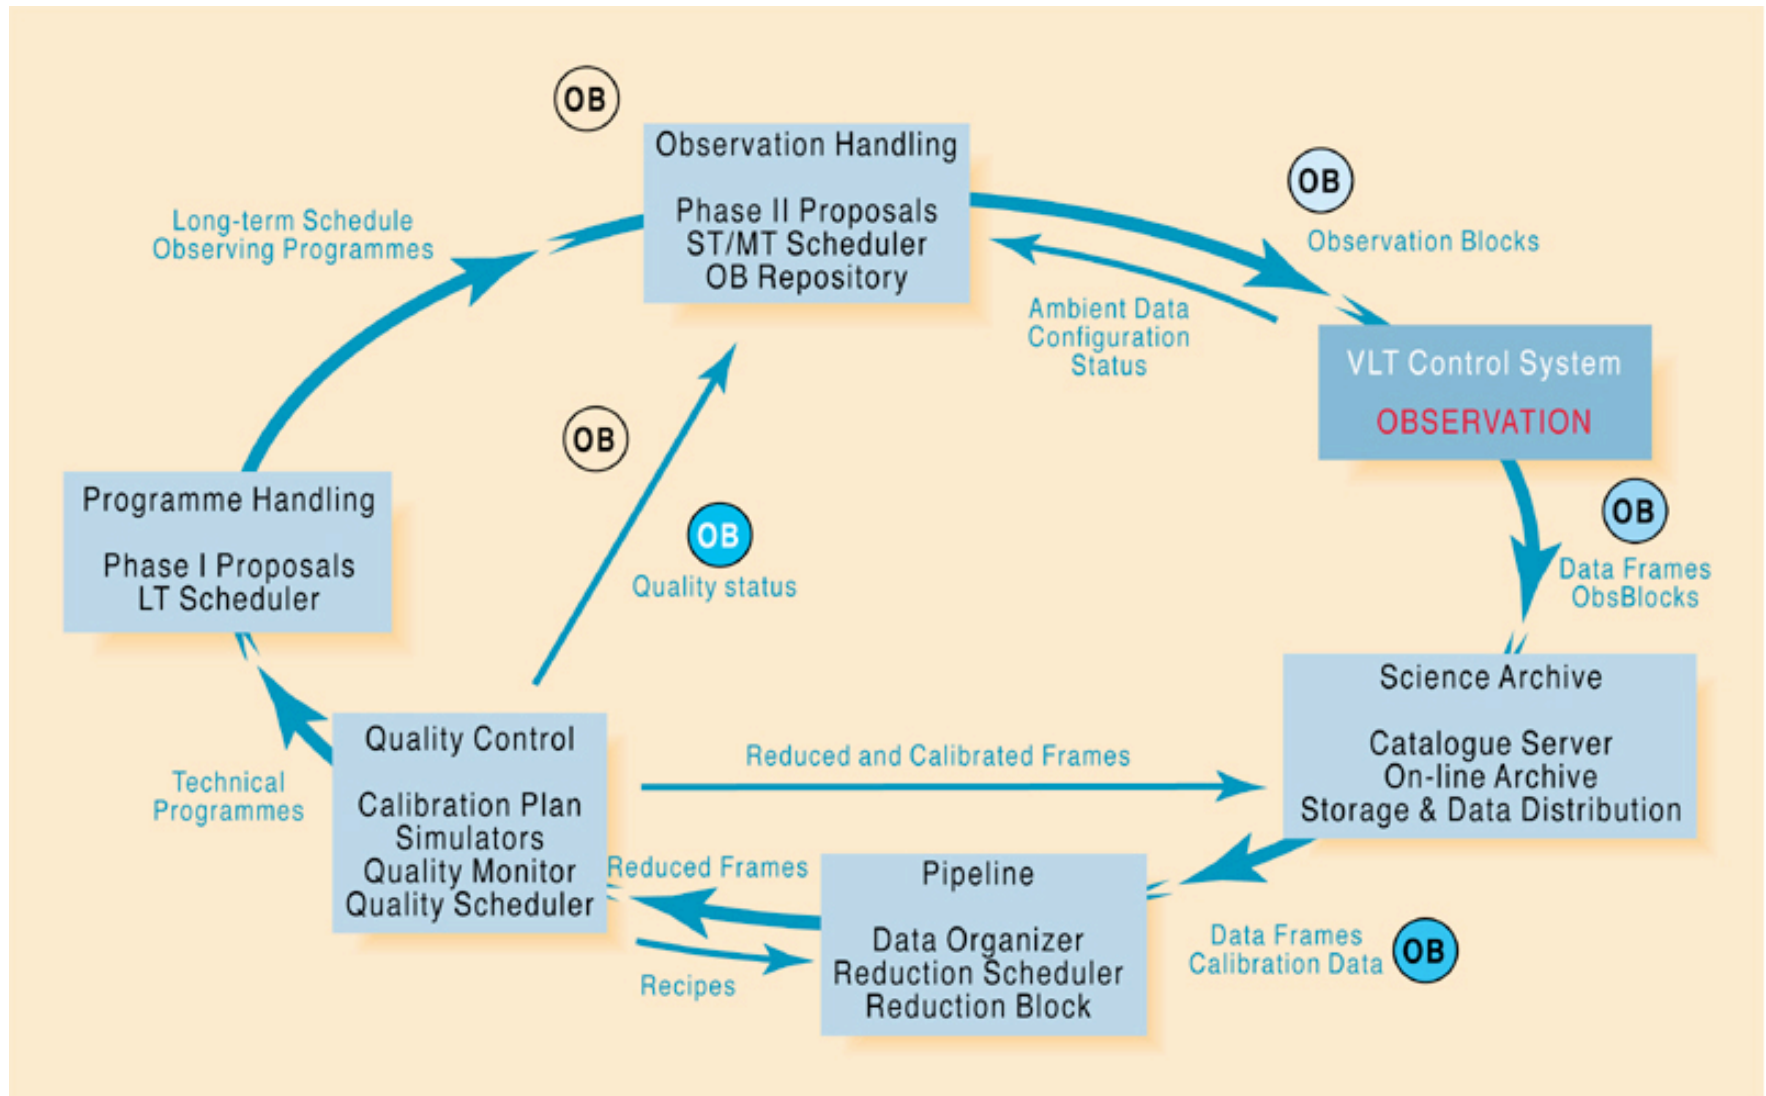 OB
Observation Handling
Phase II Proposals
ST/MT Scheduler
OB Repository
OB
Observation Blocks
Long-term Schedule
Observing Programmes
Ambient Data
Configuration
Status
VLT Control System
OBSERVATION
OB
Data Frames
ObsBlocks
OB
OB
Quality status
Programme Handling
Phase I Proposals
LT Scheduler
Technical
Programmes
Quality Control
Calibration Plan
Simulators
Quality Monitor
Quality Scheduler
Reduced and Calibrated Frames
Science Archive
Catalogue Server
On-line Archive
Storage & Data Distribution
Reduced Frames
Recipes
Pipeline
Data Organizer
Reduction Scheduler
Reduction Block
Data Frames
Calibration Data
OB